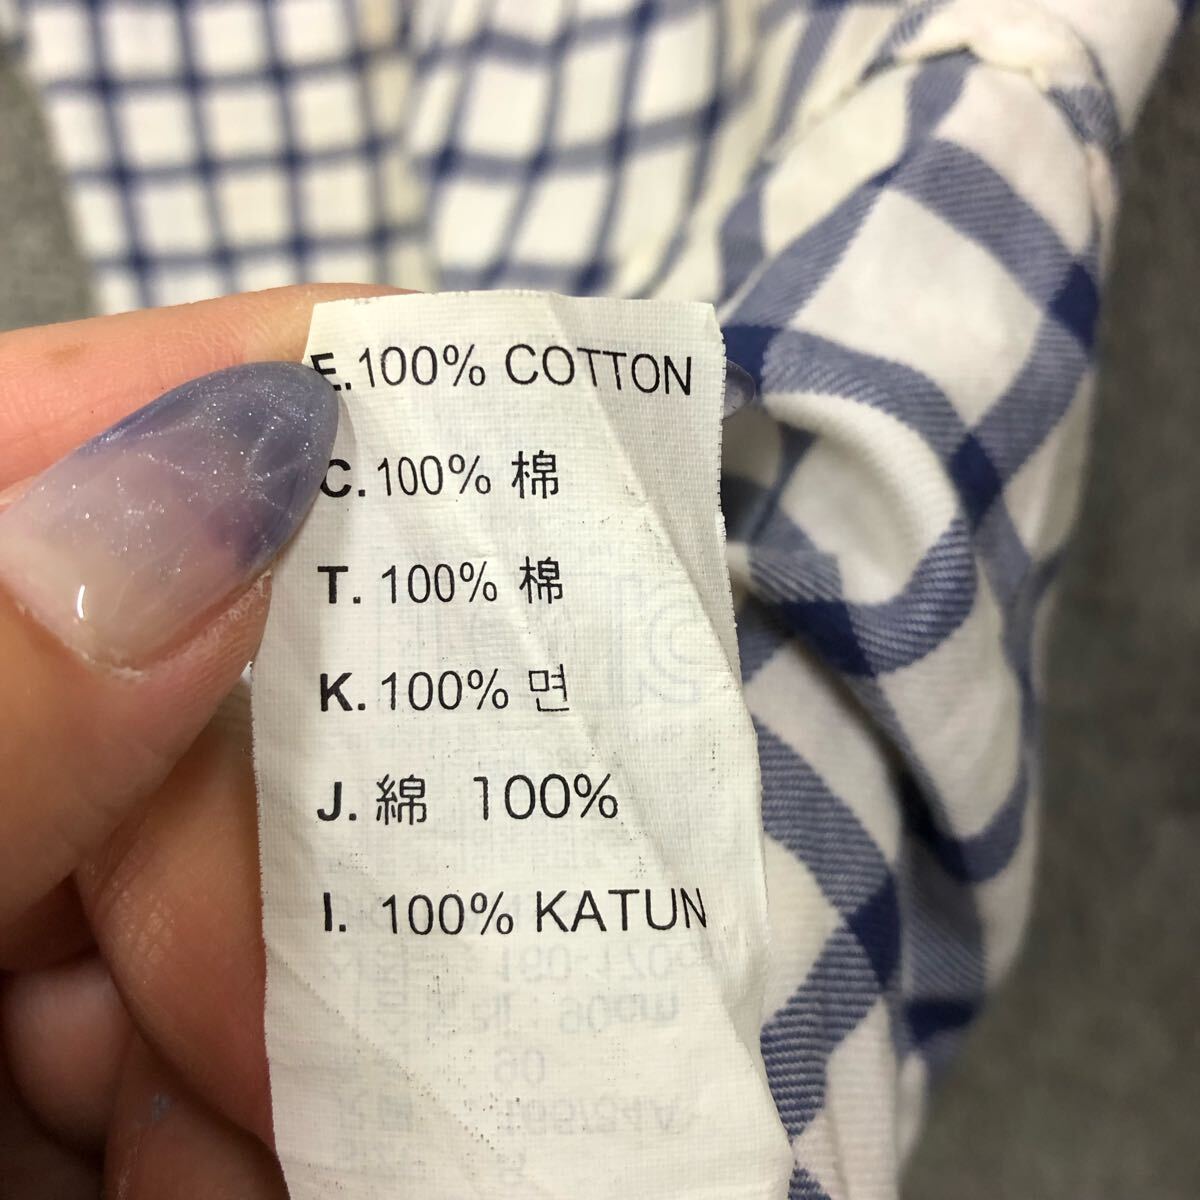 E. 100% COTTON
C. 100% 棉
T. 100% 棉
K. 100% 면
J. 綿 100%
I. 100% KATUN